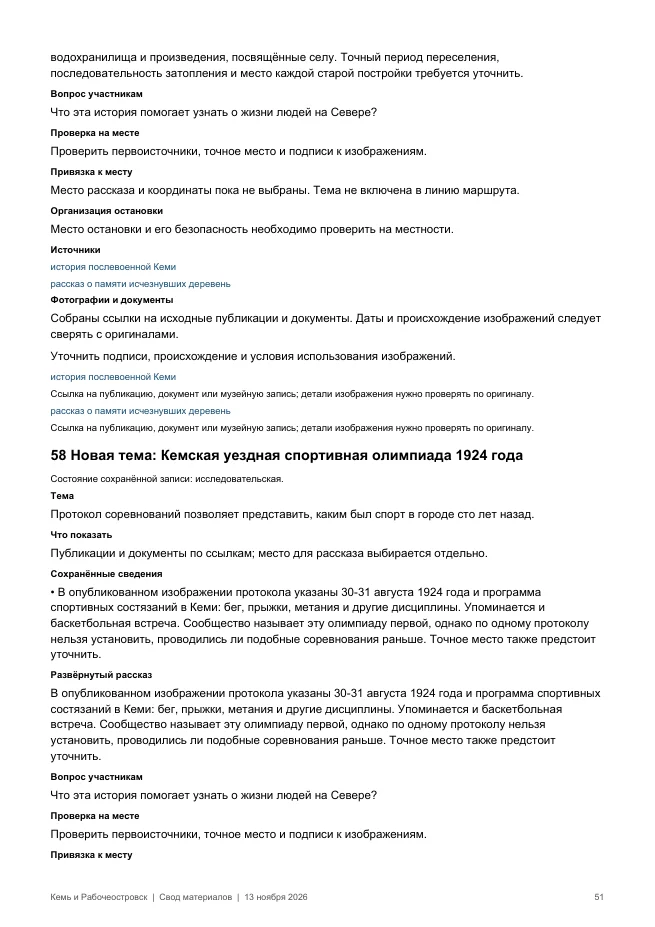 водохранилища и произведения, посвящённые селу. Точный период переселения,
последовательность затопления и место каждой старой постройки требуется уточнить.
Вопрос участникам
Что эта история помогает узнать о жизни людей на Севере?
Проверка на месте
Проверить первоисточники, точное место и подписи к изображениям.
Привязка к месту
Место рассказа и координаты пока не выбраны. Тема не включена в линию маршрута.
Организация остановки
Место остановки и его безопасность необходимо проверить на местности.
Источники
история послевоенной Кеми
рассказ о памяти исчезнувших деревень
Фотографии и документы
Собраны ссылки на исходные публикации и документы. Даты и происхождение изображений следует
сверять с оригиналами.
Уточнить подписи, происхождение и условия использования изображений.
история послевоенной Кеми
Ссылка на публикацию, документ или музейную запись; детали изображения нужно проверять по оригиналу.
рассказ о памяти исчезнувших деревень
Ссылка на публикацию, документ или музейную запись; детали изображения нужно проверять по оригиналу.
58 Новая тема: Кемская уездная спортивная олимпиада 1924 года
Состояние сохранённой записи: исследовательская.
Тема
Протокол соревнований позволяет представить, каким был спорт в городе сто лет назад.
Что показать
Публикации и документы по ссылкам; место для рассказа выбирается отдельно.
Сохранённые сведения
• В опубликованном изображении протокола указаны 30-31 августа 1924 года и программа
спортивных состязаний в Кеми: бег, прыжки, метания и другие дисциплины. Упоминается и
баскетбольная встреча. Сообщество называет эту олимпиаду первой, однако по одному протоколу
нельзя установить, проводились ли подобные соревнования раньше. Точное место также предстоит
уточнить.
Развёрнутый рассказ
В опубликованном изображении протокола указаны 30-31 августа 1924 года и программа спортивных
состязаний в Кеми: бег, прыжки, метания и другие дисциплины. Упоминается и баскетбольная
встреча. Сообщество называет эту олимпиаду первой, однако по одному протоколу нельзя
установить, проводились ли подобные соревнования раньше. Точное место также предстоит
уточнить.
Вопрос участникам
Что эта история помогает узнать о жизни людей на Севере?
Проверка на месте
Проверить первоисточники, точное место и подписи к изображениям.
Привязка к месту
Кемь и Рабочеостровск | Свод материалов | 13 ноября 2026 51